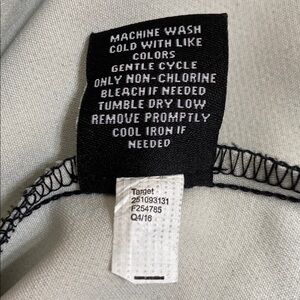 MACHINE WASH
COLD WITH LIKE
COLORS
GENTLE CYCLE
ONLY NON-CHLORINE
BLEACH IF NEEDED
TUMBLE DRY LOW
REMOVE PROMPTLY
COOL IRON IF
NEEDED
Target
251093131
F254785
Q4/16